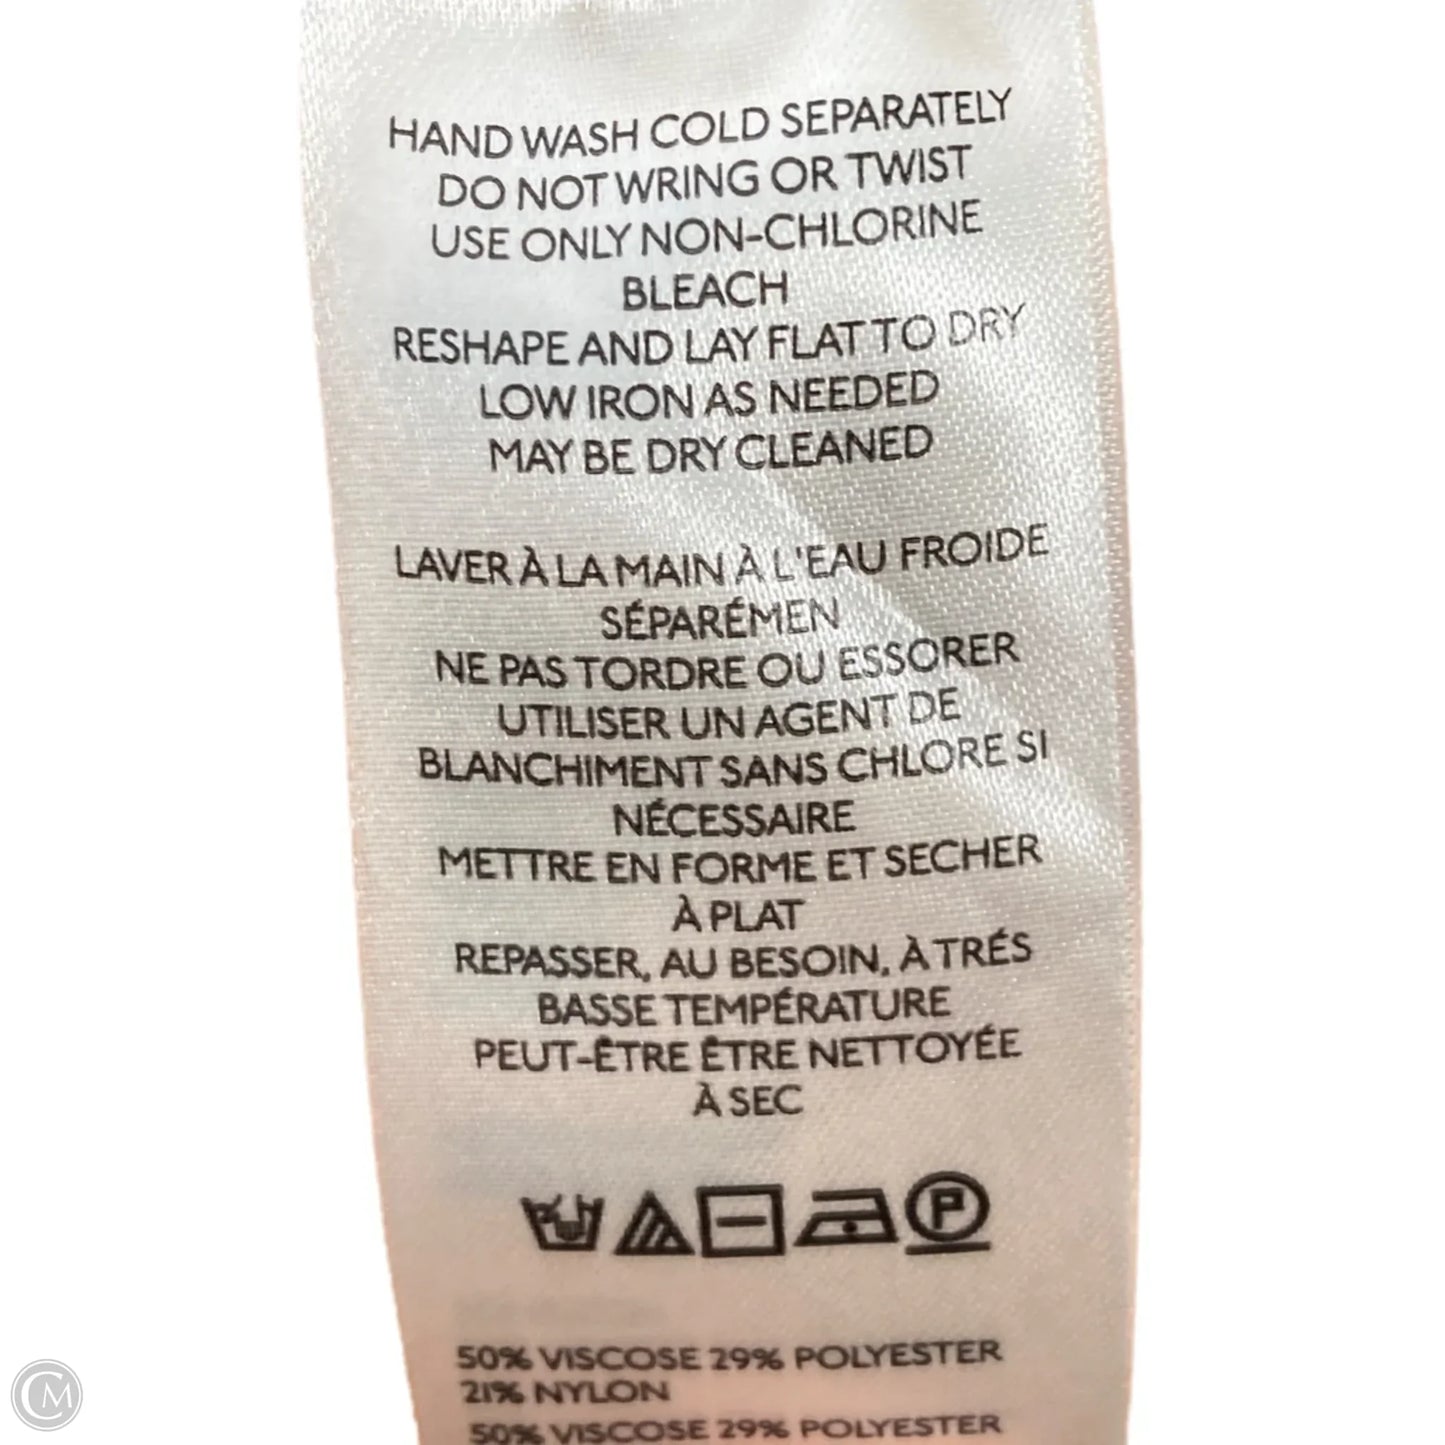 HAND WASH COLD SEPARATELY
DO NOT WRING OR TWIST
USE ONLY NON-CHLORINE
BLEACH
RESHAPE AND LAY FLAT TO DRY
LOW IRON AS NEEDED
MAY BE DRY CLEANED
LAVER À LA MAIN À L'EAU FROIDE
SÉPARÉMEN
NE PAS TORDRE OU ESSORER
UTILISER UN AGENT DE
BLANCHIMENT SANS CHLORE SI
NÉCESSAIRE
METTRE EN FORME ET SECHER
À PLAT
REPASSER, AU BESOIN, À TRÉS
BASSE TEMPÉRATURE
PEUT-ÊTRE ÊTRE NETTOYÉE
À SEC
P
50% VISCOSE 29% POLYESTER
21% NYLON
50% VISCOSE 29% POLYESTER
CM